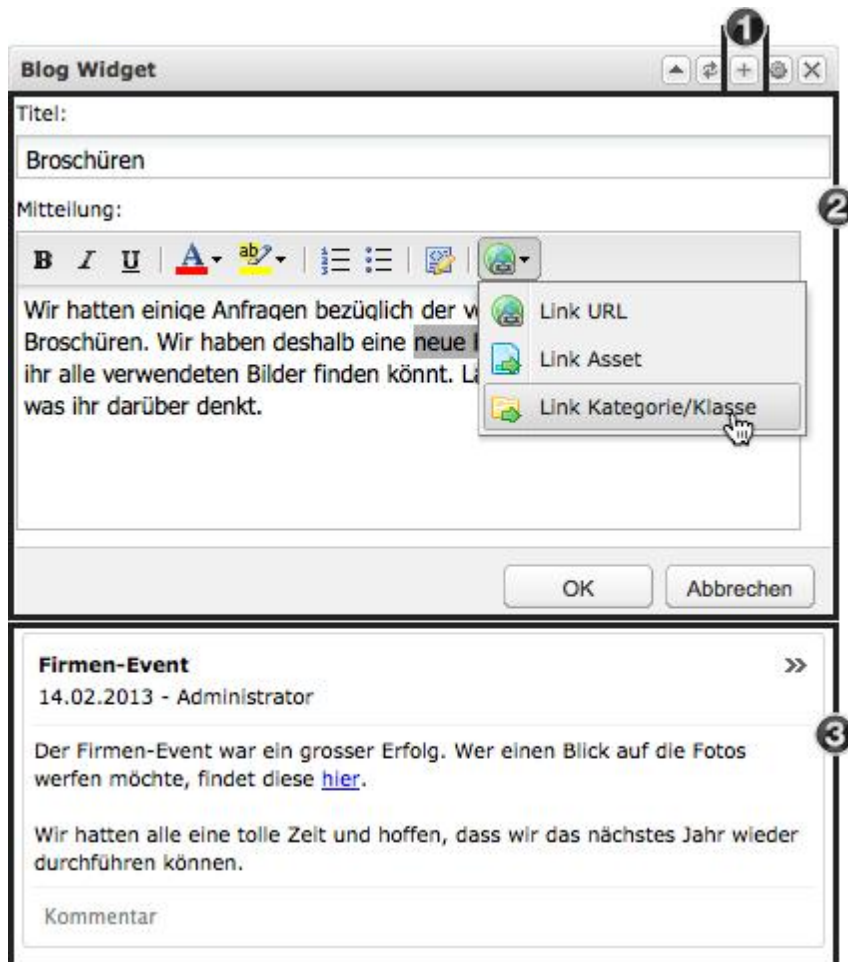 1
Blog Widget
Titel:
Broschüren
2
Mitteilung:
B I U A ab
Wir hatten einige Anfragen bezüglich der
Broschüren. Wir haben deshalb eine neue
ihr alle verwendeten Bilder finden könnt.
was ihr darüber denkt.
Link URL
Link Asset
Link Kategorie/Klasse
OK Abbrechen
Firmen-Event »
14.02.2013 - Administrator
3
Der Firmen-Event war ein grosser Erfolg. Wer einen Blick auf die Fotos
werfen möchte, findet diese hier.
Wir hatten alle eine tolle Zeit und hoffen, dass wir das nächstes Jahr wieder
durchführen können.
Kommentar